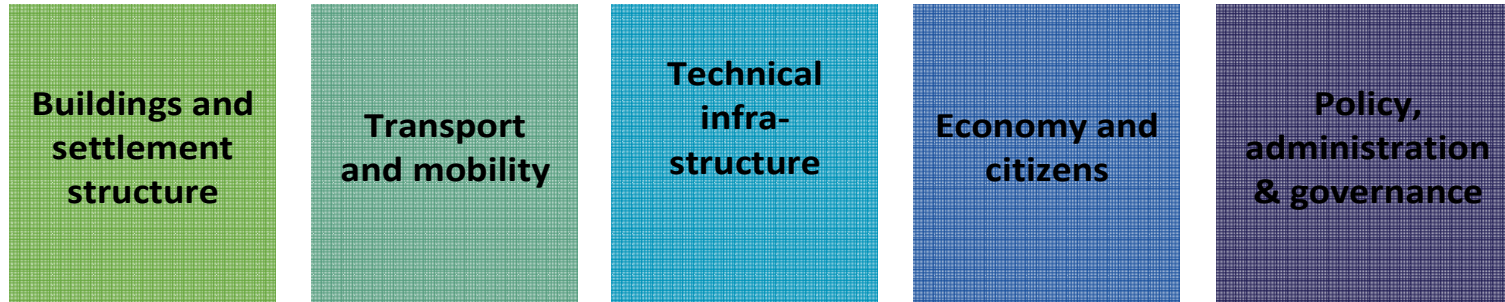 Buildings and
settlement
structure
Transport
and mobility
Technical
infra-
structure
Economy and
citizens
Policy,
administration
& governance